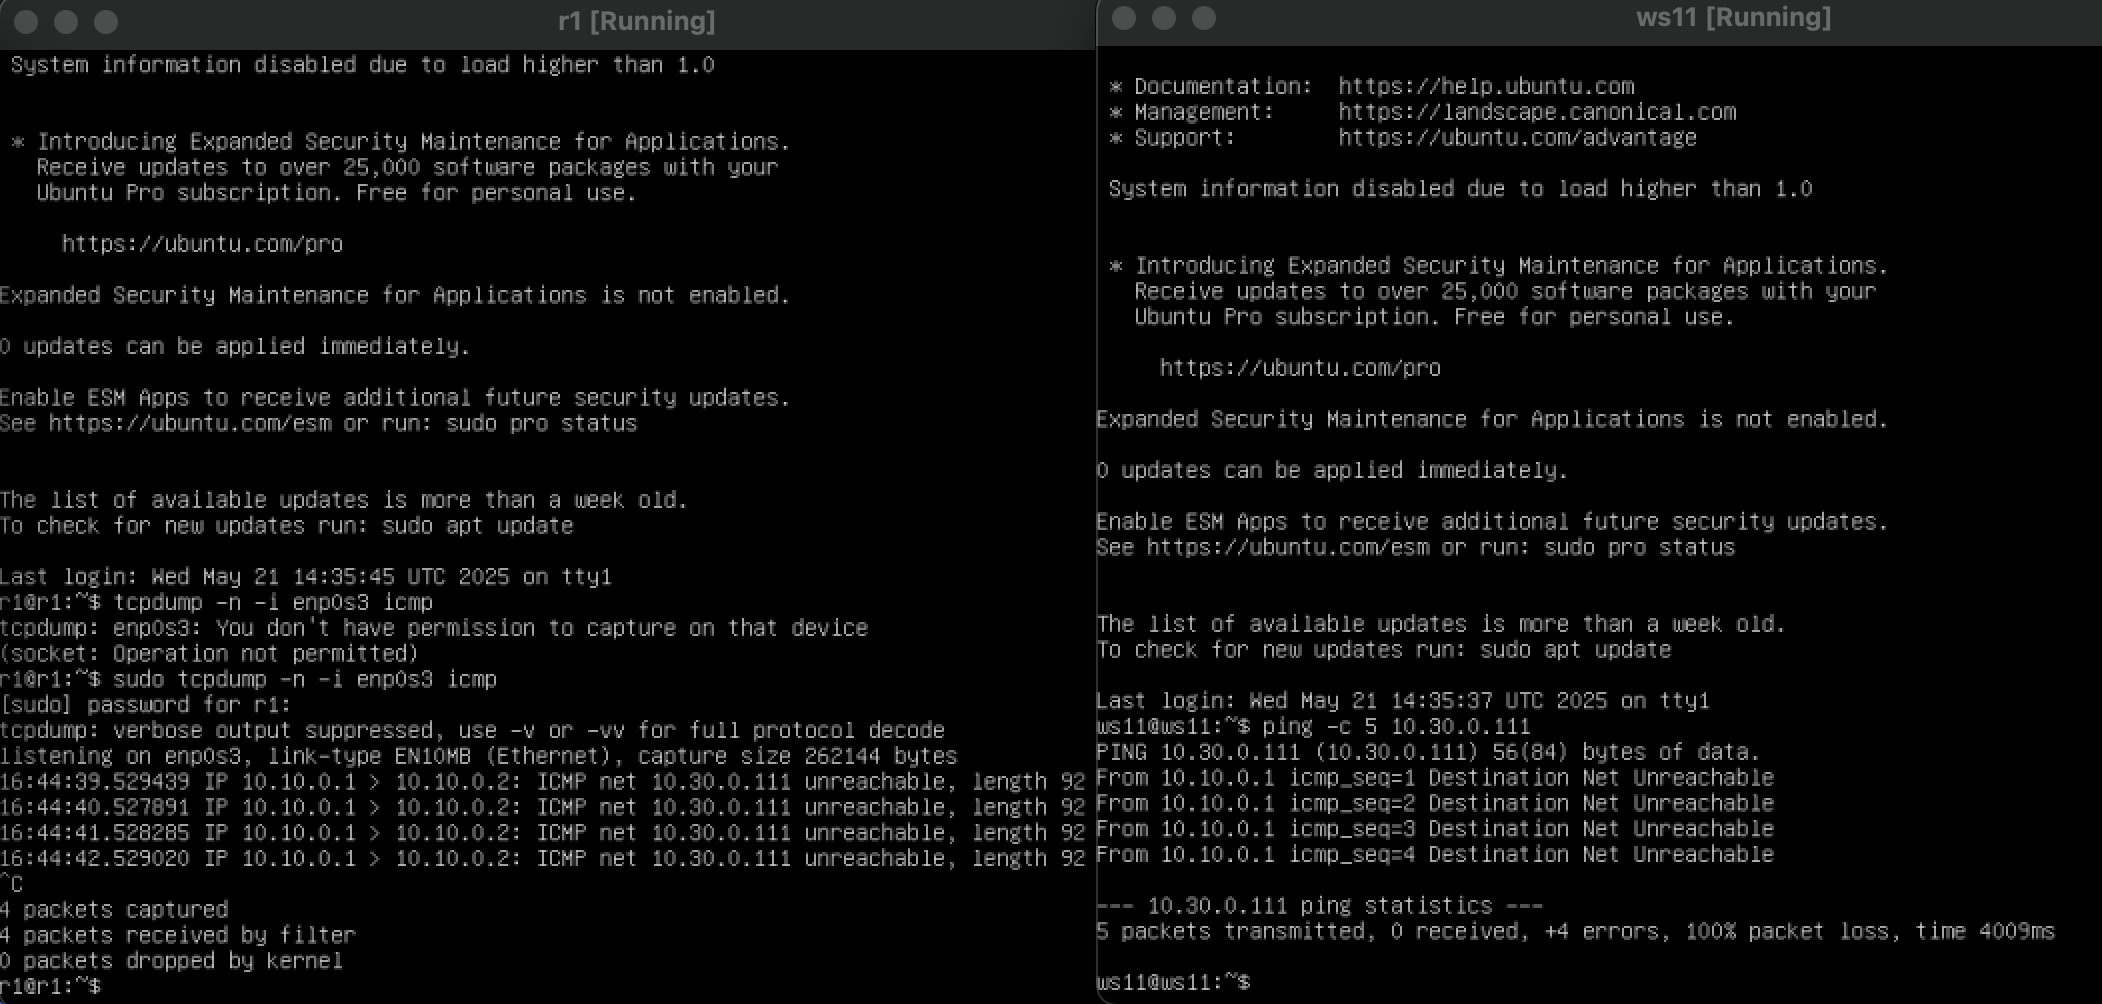 r1 [Running]
System information disabled due to load higher than 1.0
* Introducing Expanded Security Maintenance for Applications.
Receive updates to over 25,000 software packages with your
Ubuntu Pro subscription. Free for personal use.
https://ubuntu.com/pro
Expanded Security Maintenance for Applications is not enabled.
0 updates can be applied immediately.
Enable ESM Apps to receive additional future security updates.
See https://ubuntu.com/esm or run: sudo pro status
The list of available updates is more than a week old.
To check for new updates run: sudo apt update
Last login: Wed May 21 14:35:45 UTC 2025 on tty1
r1@r1:~$ tcpdump -n -i enp0s3 icmp
tcpdump: enp0s3: You don't have permission to capture on that device
(socket: Operation not permitted)
r1@r1:~$ sudo tcpdump -n -i enp0s3 icmp
[sudo] password for r1:
tcpdump: verbose output suppressed, use -v or -vv for full protocol decode
listening on enp0s3, link-type EN10MB (Ethernet), capture size 262144 bytes
16:44:39.529439 IP 10.10.0.1 > 10.10.0.2: ICMP net 10.30.0.111 unreachable, length 92
16:44:40.527891 IP 10.10.0.1 > 10.10.0.2: ICMP net 10.30.0.111 unreachable, length 92
16:44:41.528285 IP 10.10.0.1 > 10.10.0.2: ICMP net 10.30.0.111 unreachable, length 92
16:44:42.529020 IP 10.10.0.1 > 10.10.0.2: ICMP net 10.30.0.111 unreachable, length 92
^C
4 packets captured
4 packets received by filter
0 packets dropped by kernel
r1@r1:~$
ws11 [Running]
* Documentation:  https://help.ubuntu.com
* Management:     https://landscape.canonical.com
* Support:        https://ubuntu.com/advantage
System information disabled due to load higher than 1.0
* Introducing Expanded Security Maintenance for Applications.
Receive updates to over 25,000 software packages with your
Ubuntu Pro subscription. Free for personal use.
https://ubuntu.com/pro
Expanded Security Maintenance for Applications is not enabled.
0 updates can be applied immediately.
Enable ESM Apps to receive additional future security updates.
See https://ubuntu.com/esm or run: sudo pro status
The list of available updates is more than a week old.
To check for new updates run: sudo apt update
Last login: Wed May 21 14:35:37 UTC 2025 on tty1
ws11@ws11:~$ ping -c 5 10.30.0.111
PING 10.30.0.111 (10.30.0.111) 56(84) bytes of data.
From 10.10.0.1 icmp_seq=1 Destination Net Unreachable
From 10.10.0.1 icmp_seq=2 Destination Net Unreachable
From 10.10.0.1 icmp_seq=3 Destination Net Unreachable
From 10.10.0.1 icmp_seq=4 Destination Net Unreachable
--- 10.30.0.111 ping statistics ---
5 packets transmitted, 0 received, +4 errors, 100% packet loss, time 4009ms
ws11@ws11:~$